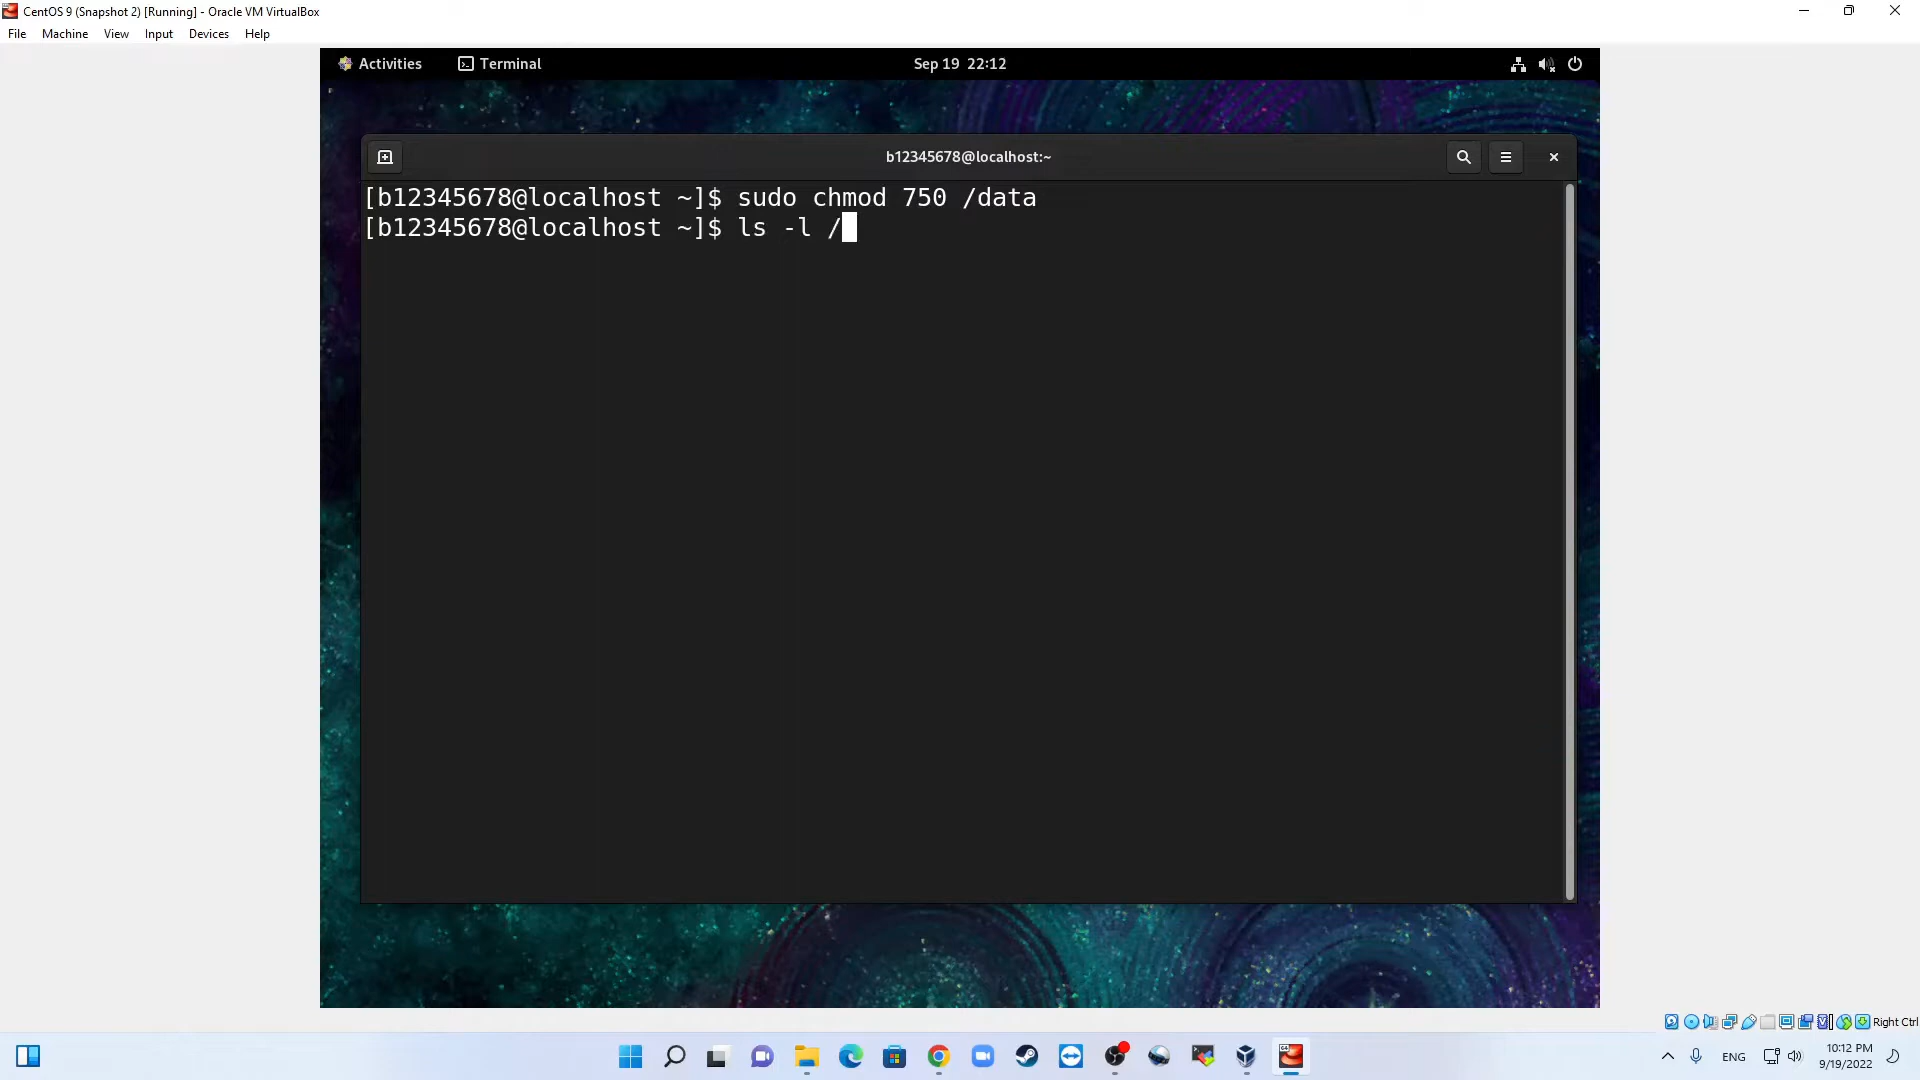 CentOS 9 (Snapshot 2) [Running] - Oracle VM VirtualBox
File Machine View Input Devices Help
Activities Terminal Sep 19 22:12
b12345678@localhost:~
[b12345678@localhost ~]$ sudo chmod 750 /data
[b12345678@localhost ~]$ ls -l /
Right Ctrl
ENG 10:12 PM
9/19/2022